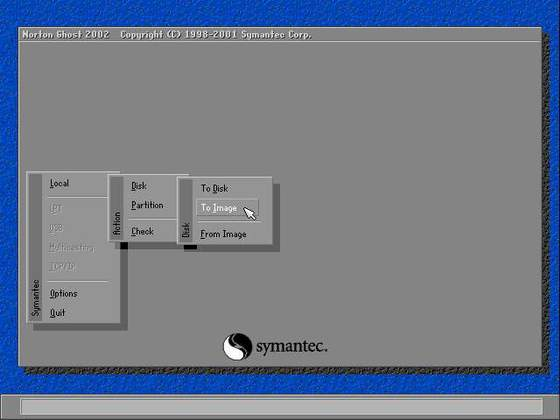 Norton Ghost 2002   Copyright (C) 1998-2001 Symantec Corp.
Local
LPT
USB
Multicasting
TCP/IP
Options
Quit
Symantec
Disk
Partition
Check
Action
To Disk
To Image
From Image
Disk
symantec.